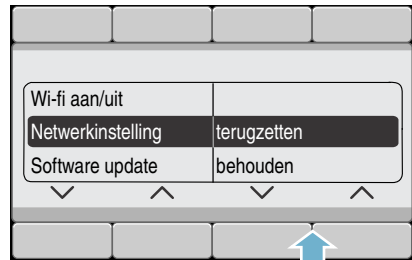 Wi-fi aan/uit
Netwerkinstelling terugzetten
Software update behouden